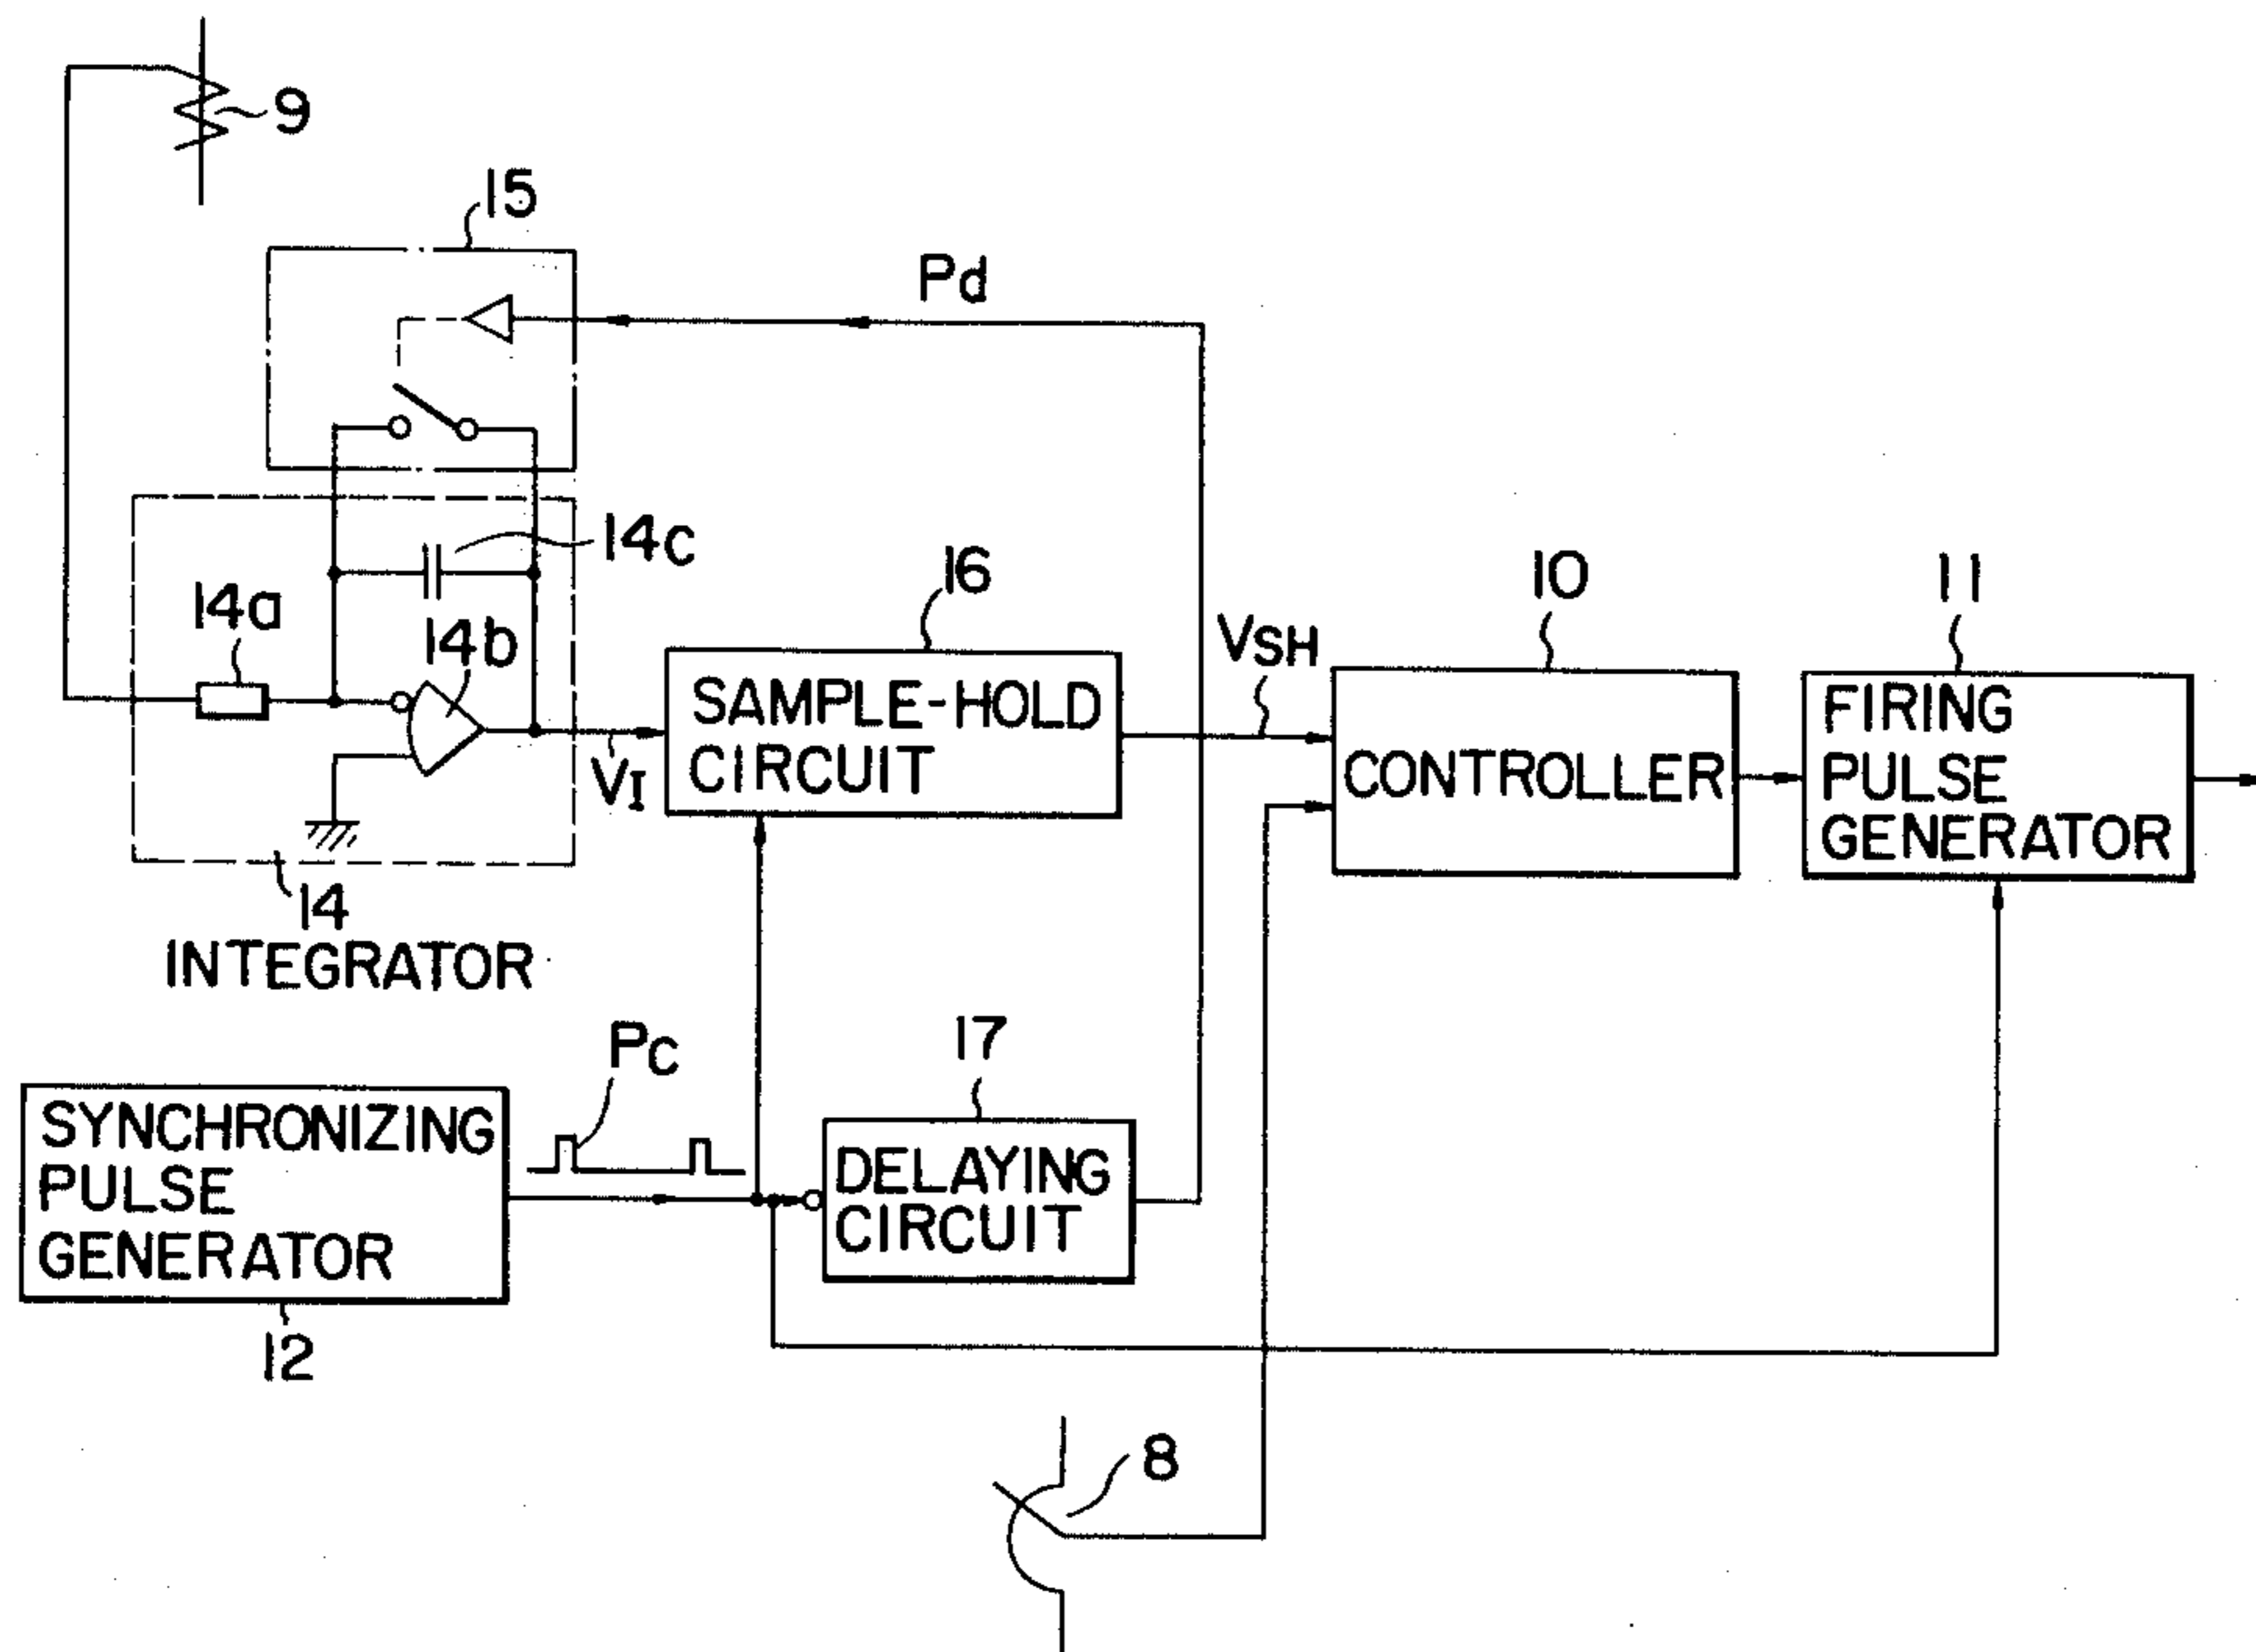 9
15
Pd
14c
14a
14b
16
SAMPLE-HOLD
CIRCUIT
VI
VSH
10
CONTROLLER
11
FIRING
PULSE
GENERATOR
14
INTEGRATOR
Pc
17
SYNCHRONIZING
PULSE
GENERATOR
DELAYING
CIRCUIT
12
8